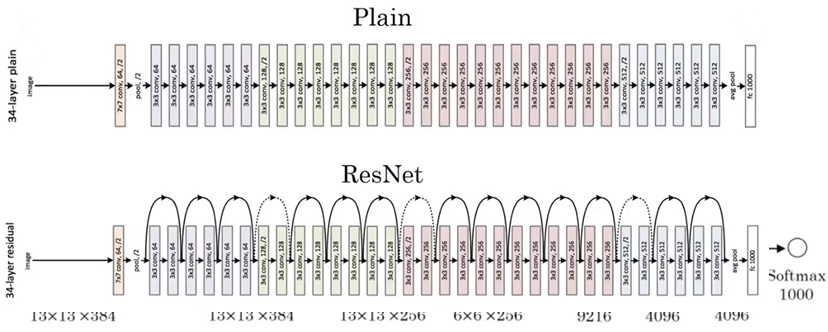 Plain
34-layer plain
image
7x7 conv, 64, /2
pool, /2
3x3 conv, 64
3x3 conv, 64
3x3 conv, 64
3x3 conv, 64
3x3 conv, 64
3x3 conv, 64
3x3 conv, 128, /2
3x3 conv, 128
3x3 conv, 128
3x3 conv, 128
3x3 conv, 128
3x3 conv, 128
3x3 conv, 128
3x3 conv, 128
3x3 conv, 256, /2
3x3 conv, 256
3x3 conv, 256
3x3 conv, 256
3x3 conv, 256
3x3 conv, 256
3x3 conv, 256
3x3 conv, 256
3x3 conv, 256
3x3 conv, 256
3x3 conv, 256
3x3 conv, 256
3x3 conv, 512, /2
3x3 conv, 512
3x3 conv, 512
3x3 conv, 512
3x3 conv, 512
3x3 conv, 512
avg pool
fc 1000
ResNet
34-layer residual
image
7x7 conv, 64, /2
pool, /2
3x3 conv, 64
3x3 conv, 64
3x3 conv, 64
3x3 conv, 64
3x3 conv, 64
3x3 conv, 64
3x3 conv, 128, /2
3x3 conv, 128
3x3 conv, 128
3x3 conv, 128
3x3 conv, 128
3x3 conv, 128
3x3 conv, 128
3x3 conv, 128
3x3 conv, 256, /2
3x3 conv, 256
3x3 conv, 256
3x3 conv, 256
3x3 conv, 256
3x3 conv, 256
3x3 conv, 256
3x3 conv, 256
3x3 conv, 256
3x3 conv, 256
3x3 conv, 256
3x3 conv, 256
3x3 conv, 512, /2
3x3 conv, 512
3x3 conv, 512
3x3 conv, 512
3x3 conv, 512
3x3 conv, 512
avg pool
fc 1000
Softmax
1000
13×13 ×384 13×13 ×384 13×13 ×256 6×6 ×256 9216 4096 4096